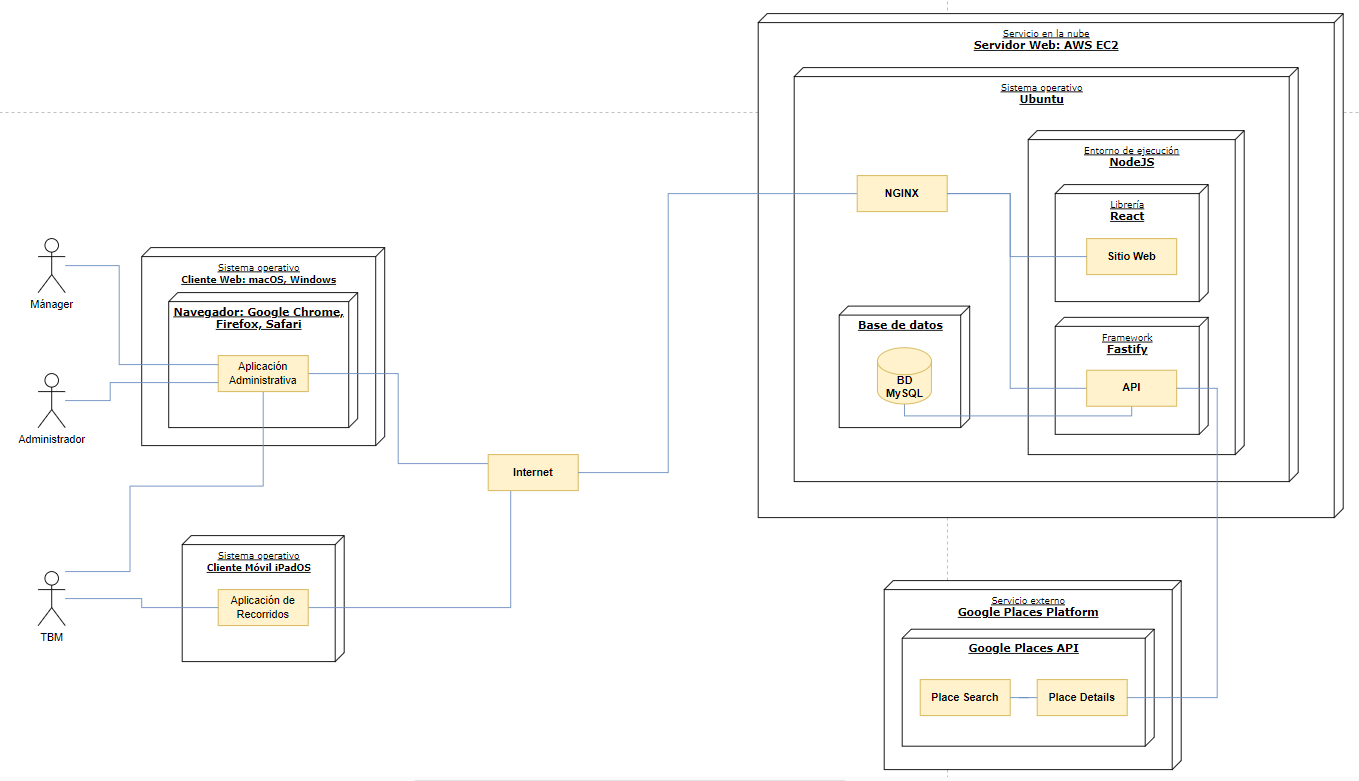 Servicio en la nube
Servidor Web: AWS EC2
Sistema operativo
Ubuntu
Entorno de ejecución
NodeJS
NGINX
Librería
React
Sitio Web
Mánager
Sistema operativo
Cliente Web: macOS, Windows
Navegador: Google Chrome,
Firefox, Safari
Aplicación
Administrativa
Base de datos
BD
MySQL
Framework
Fastify
API
Administrador
Internet
Sistema operativo
Cliente Móvil iPadOS
Aplicación de
Recorridos
TBM
Servicio externo
Google Places Platform
Google Places API
Place Search
Place Details